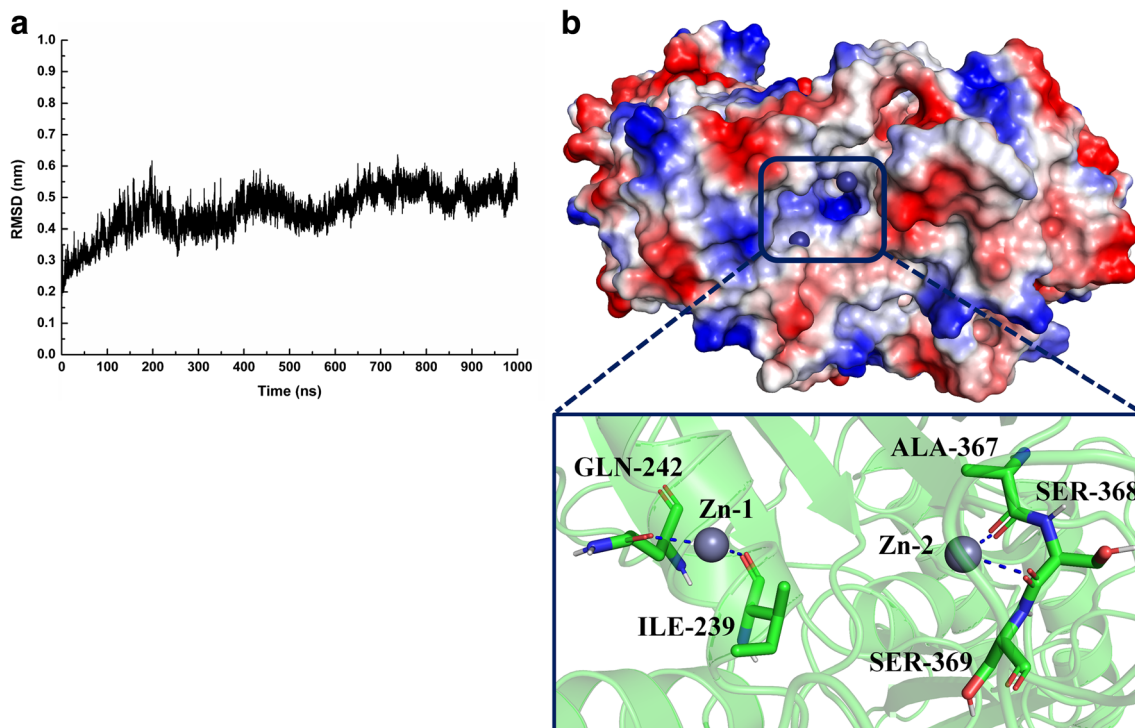 a
1.0
0.9
0.8
0.7
0.6
0.5
0.4
0.3
0.2
0.1
0.0
RMSD (nm)
0 100 200 300 400 500 600 700 800 900 1000
Time (ns)
b
GLN-242
Zn-1
ILE-239
ALA-367
SER-368
Zn-2
SER-369